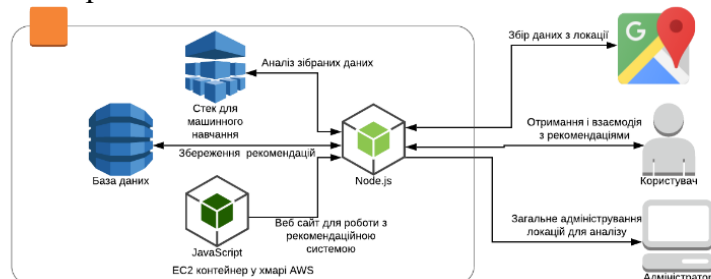 Аналіз зібраних даних
Збір даних з локації
G
Стек для
машинного
навчання
Отримання і взаємодія
з рекомендаціями
Збереження рекомендацій
База даних
Node.js
Користувач
Веб сайт для роботи з
рекомендаційною
системою
JavaScript
Загальне адміністрування
локацій для аналізу
EC2 контейнер у хмарі AWS
Адміністратор